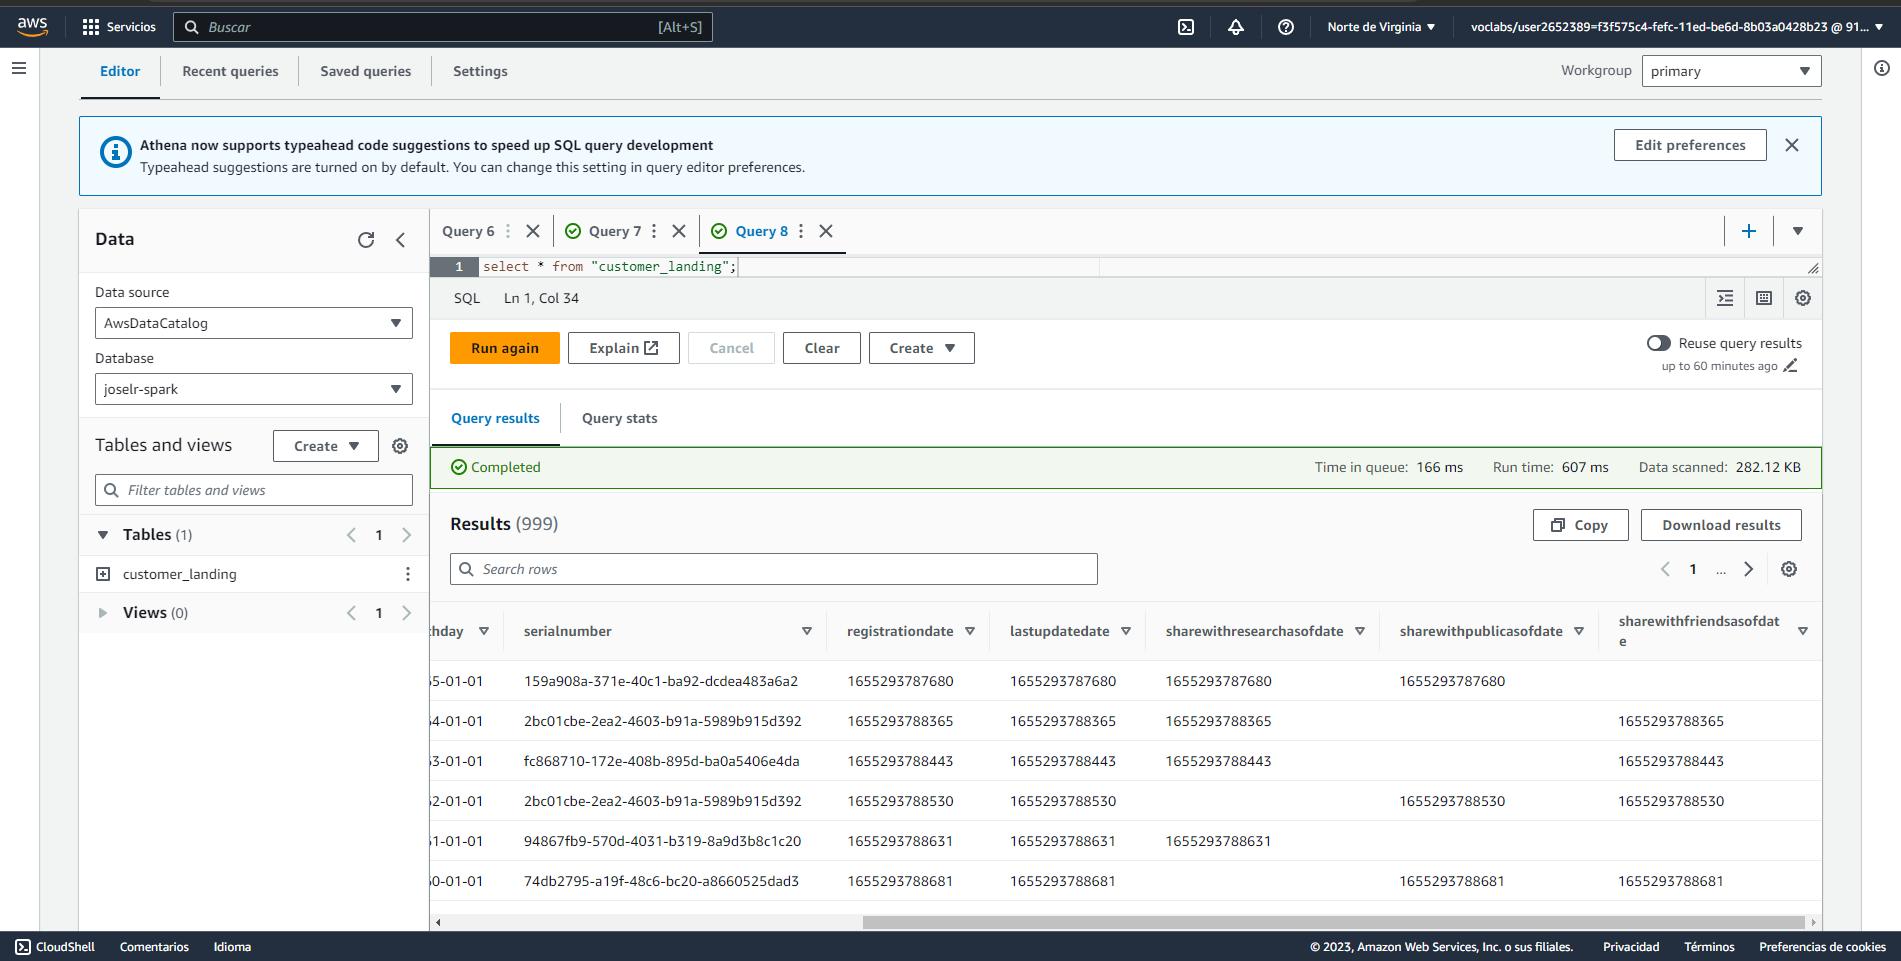 aws Servicios Buscar [Alt+S] Norte de Virginia voclabs/user2652389=f3f575c4-fefc-11ed-be6d-8b03a0428b23 @ 91...
Editor Recent queries Saved queries Settings Workgroup primary
Athena now supports typeahead code suggestions to speed up SQL query development
Typeahead suggestions are turned on by default. You can change this setting in query editor preferences.
Edit preferences
Data
Data source
AwsDataCatalog
Database
joselr-spark
Tables and views Create
Filter tables and views
Tables (1) 1
customer_landing
Views (0) 1
Query 6 Query 7 Query 8
1 select * from "customer_landing";
SQL Ln 1, Col 34
Run again Explain Cancel Clear Create
Reuse query results
up to 60 minutes ago
Query results Query stats
Completed Time in queue: 166 ms Run time: 607 ms Data scanned: 282.12 KB
Results (999) Copy Download results
Search rows 1 ...
hday serialnumber registrationdate lastupdatedate sharewithresearchasofdate sharewithpublicasofdate sharewithfriendsasofdat
e
5-01-01 159a908a-371e-40c1-ba92-dcdea483a6a2 1655293787680 1655293787680 1655293787680 1655293787680
4-01-01 2bc01cbe-2ea2-4603-b91a-5989b915d392 1655293788365 1655293788365 1655293788365 1655293788365
3-01-01 fc868710-172e-408b-895d-ba0a5406e4da 1655293788443 1655293788443 1655293788443 1655293788443
2-01-01 2bc01cbe-2ea2-4603-b91a-5989b915d392 1655293788530 1655293788530 1655293788530 1655293788530
1-01-01 94867fb9-570d-4031-b319-8a9d3b8c1c20 1655293788631 1655293788631 1655293788631
0-01-01 74db2795-a19f-48c6-bc20-a8660525dad3 1655293788681 1655293788681 1655293788681 1655293788681
CloudShell Comentarios Idioma © 2023, Amazon Web Services, Inc. o sus filiales. Privacidad Términos Preferencias de cookies